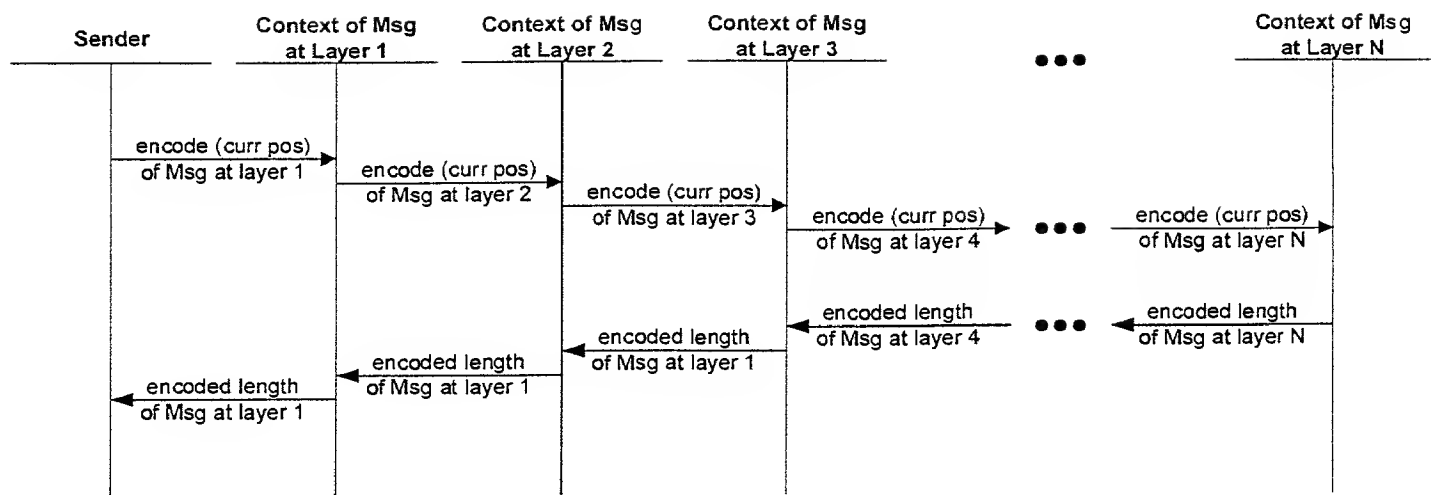 Sender
Context of Msg
at Layer 1
Context of Msg
at Layer 2
Context of Msg
at Layer 3
Context of Msg
at Layer N
encode (curr pos)
of Msg at layer 1
encode (curr pos)
of Msg at layer 2
encode (curr pos)
of Msg at layer 3
encode (curr pos)
of Msg at layer 4
encode (curr pos)
of Msg at layer N
encoded length
of Msg at layer N
encoded length
of Msg at layer 4
encoded length
of Msg at layer 1
encoded length
of Msg at layer 1
encoded length
of Msg at layer 1